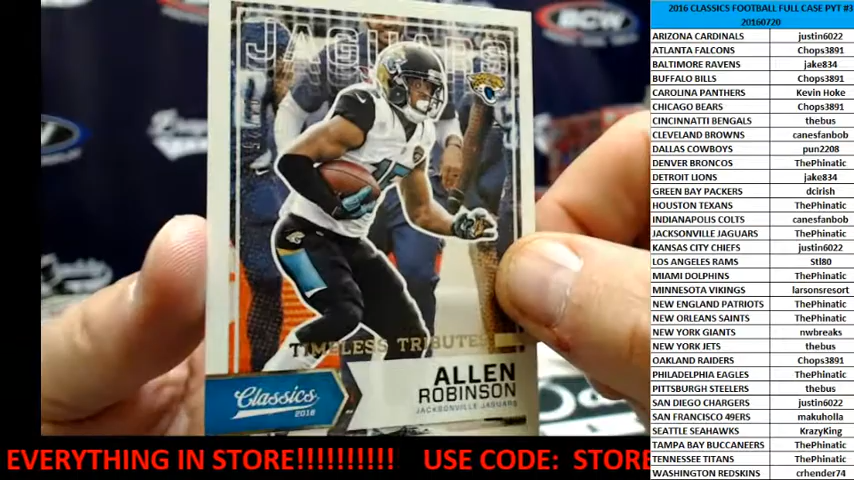 JAGUARS
TIMELESS TRIBUTES
Classics
2016
ALLEN
ROBINSON
JACKSONVILLE JAGUARS
BCW
EVERYTHING IN STORE!!!!!!!!!! USE CODE: STORE
2016 CLASSICS FOOTBALL FULL CASE PYT #3
20160720
ARIZONA CARDINALS justin6022
ATLANTA FALCONS Chops3891
BALTIMORE RAVENS jake834
BUFFALO BILLS Chops3891
CAROLINA PANTHERS Kevin Hoke
CHICAGO BEARS Chops3891
CINCINNATI BENGALS thebus
CLEVELAND BROWNS canesfanbob
DALLAS COWBOYS pun2208
DENVER BRONCOS ThePhinatic
DETROIT LIONS jake834
GREEN BAY PACKERS dcirish
HOUSTON TEXANS ThePhinatic
INDIANAPOLIS COLTS canesfanbob
JACKSONVILLE JAGUARS ThePhinatic
KANSAS CITY CHIEFS justin6022
LOS ANGELES RAMS Stl80
MIAMI DOLPHINS ThePhinatic
MINNESOTA VIKINGS larsonsresort
NEW ENGLAND PATRIOTS ThePhinatic
NEW ORLEANS SAINTS ThePhinatic
NEW YORK GIANTS nwbreaks
NEW YORK JETS thebus
OAKLAND RAIDERS Chops3891
PHILADELPHIA EAGLES ThePhinatic
PITTSBURGH STEELERS thebus
SAN DIEGO CHARGERS justin6022
SAN FRANCISCO 49ERS makuholla
SEATTLE SEAHAWKS KrazyKing
TAMPA BAY BUCCANEERS ThePhinatic
TENNESSEE TITANS ThePhinatic
WASHINGTON REDSKINS crhender74